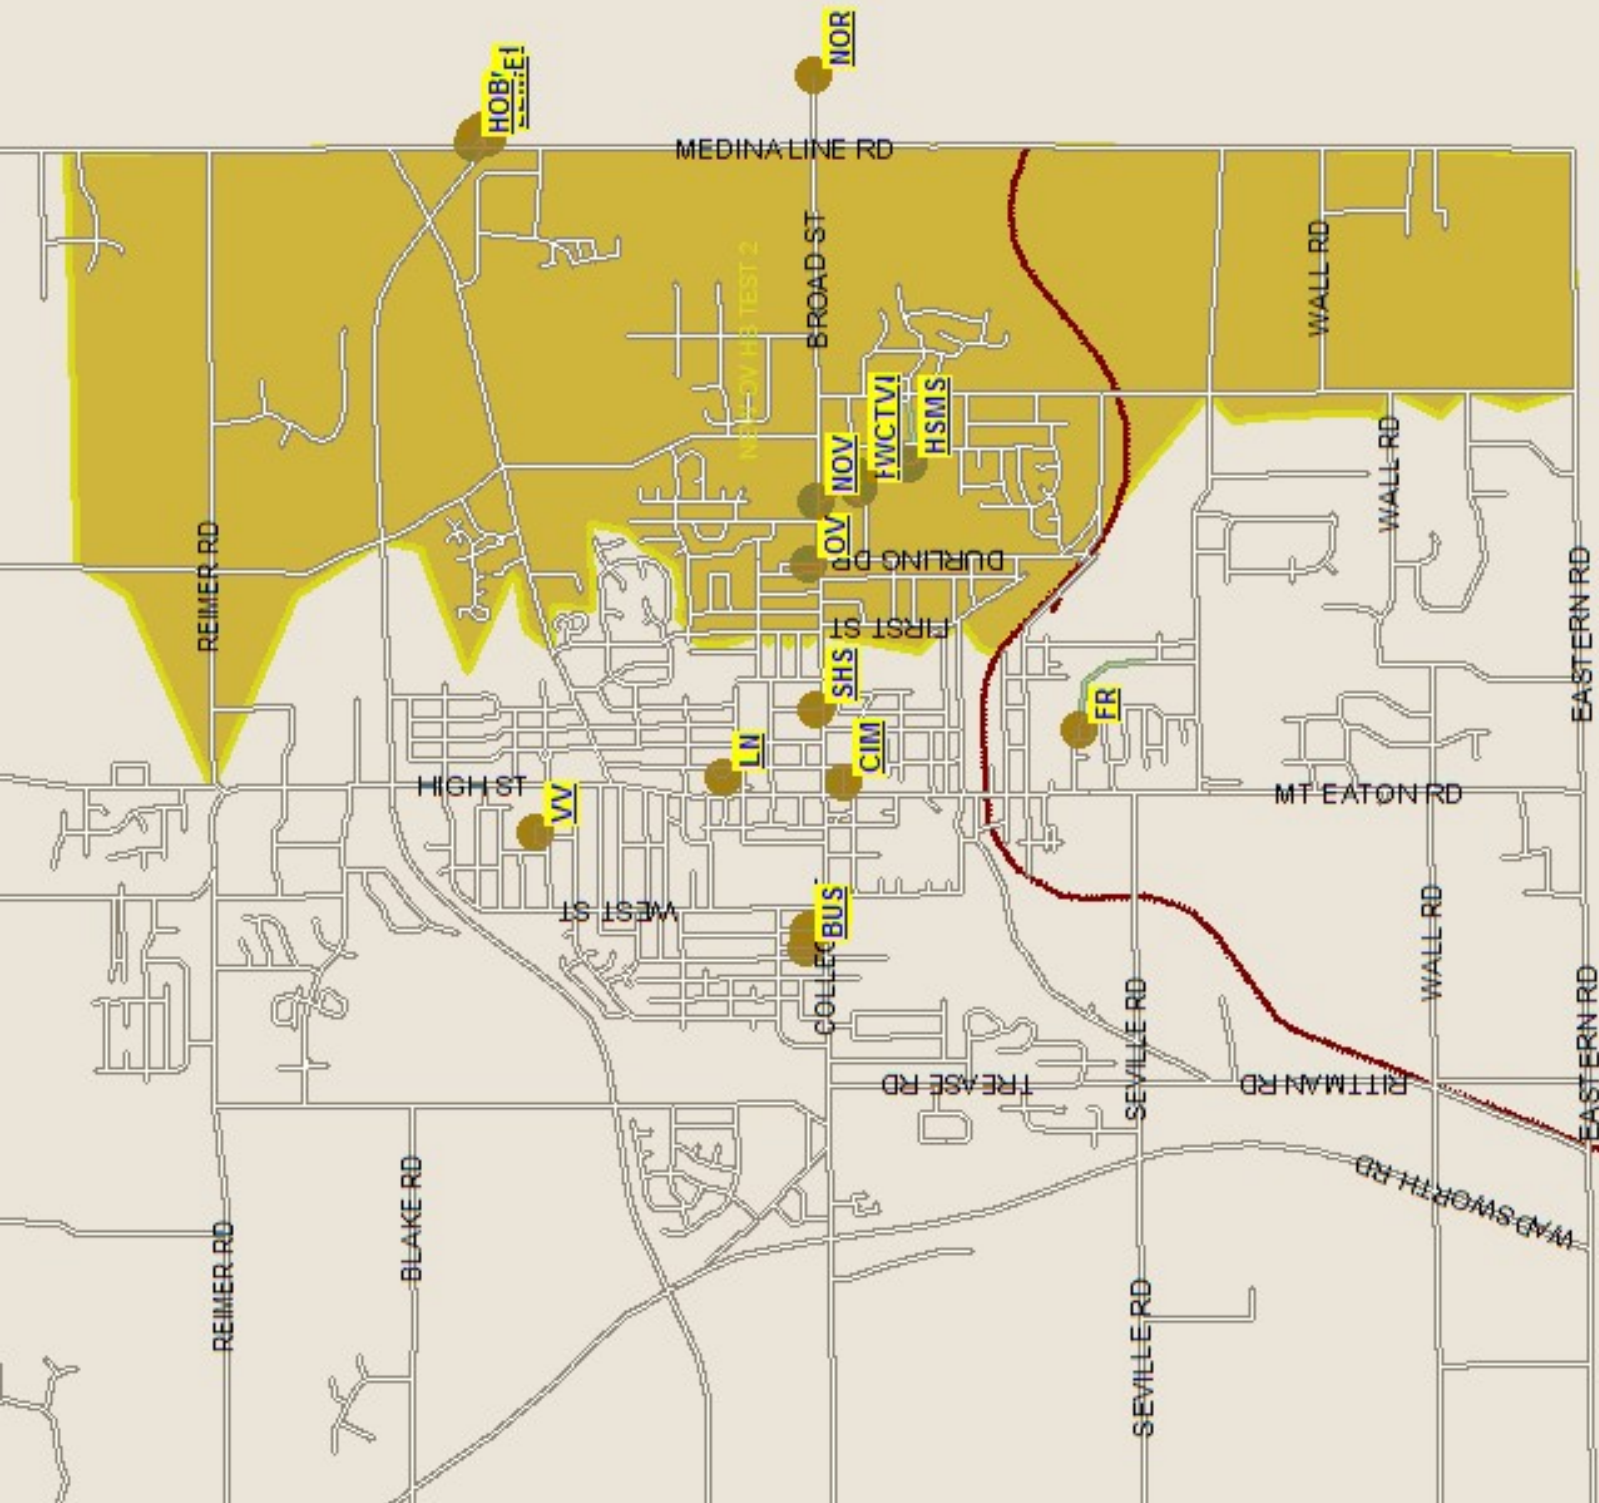 NOR
HOB
MEDINA LINE RD
BROAD ST
WALL RD
HSMS
NOV
OV
WALL RD
REIMER RD
DURLING DR
FIRST ST
EASTERN RD
SHS
FR
LN
CIM
HIGH ST
VV
MT EATON RD
WEST ST
BUS
WALL RD
SEVILLE RD
EASTERN RD
TREASE RD
RITTMAN RD
WADSWORTH RD
BLAKE RD
REIMER RD
SEVILLE RD